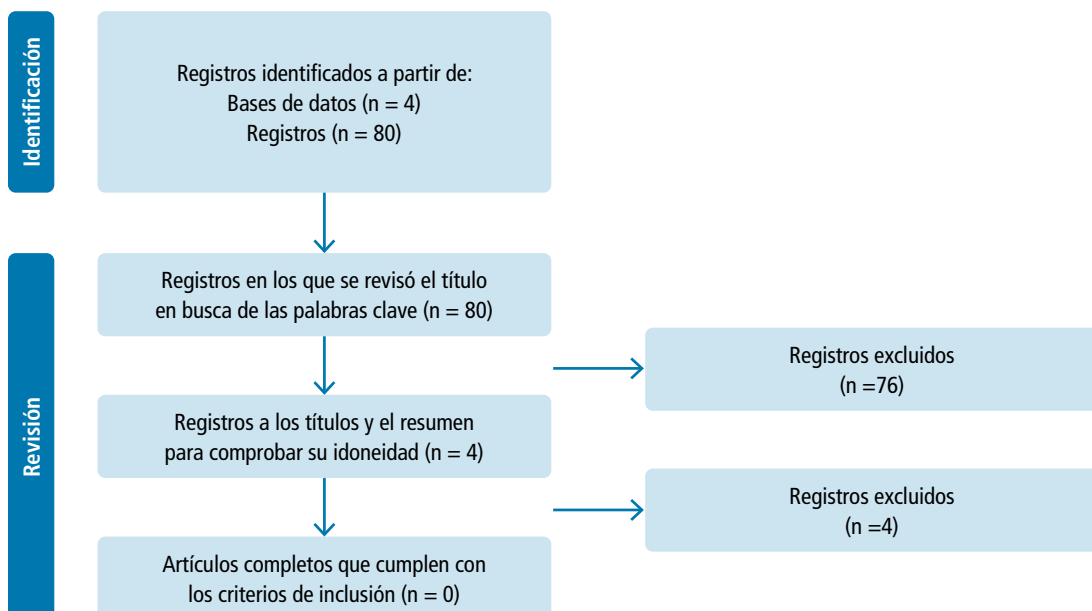 Identificación
Registros identificados a partir de:
Bases de datos (n = 4)
Registros (n = 80)
Revisión
Registros en los que se revisó el título
en busca de las palabras clave (n = 80)
Registros excluidos
(n =76)
Registros a los títulos y el resumen
para comprobar su idoneidad (n = 4)
Registros excluidos
(n =4)
Artículos completos que cumplen con
los criterios de inclusión (n = 0)